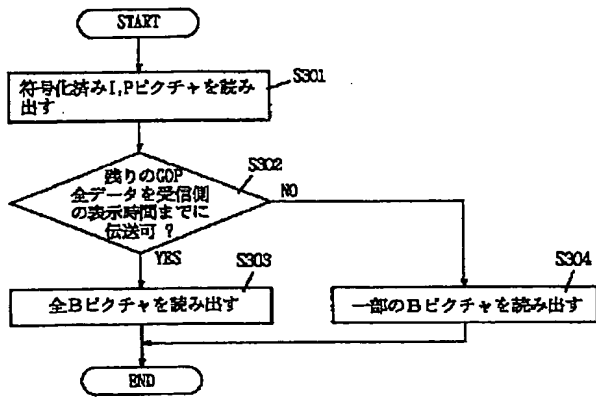 START
符号化済みI,Pピクチャを読み
出す
S301
残りのGOP
全データを受信側
の表示時間までに
伝送可 ?
S302
NO
YES
S303
全Bピクチャを読み出す
S304
一部のBピクチャを読み出す
END